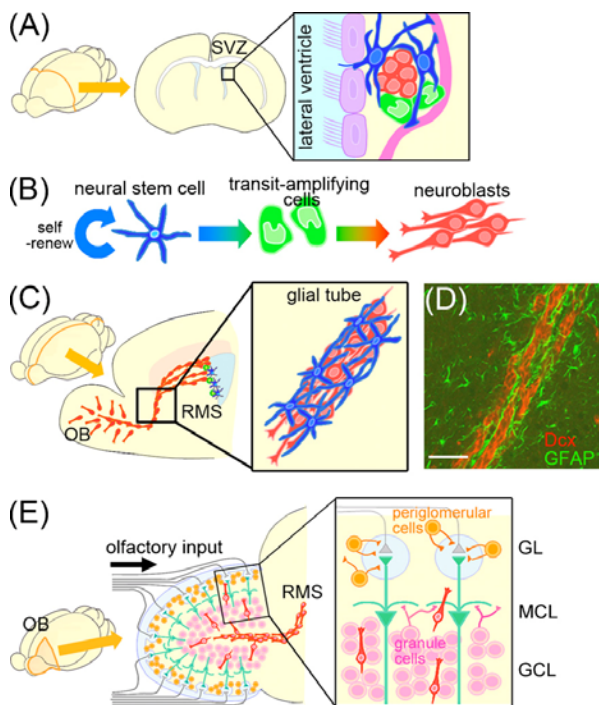 (A)
SVZ
lateral ventricle
(B)
neural stem cell
transit-amplifying
cells
neuroblasts
self
-renew
(C)
glial tube
(D)
OB
RMS
Dcx
GFAP
(E)
olfactory input
OB
RMS
periglomerular
cells
GL
MCL
granule
cells
GCL